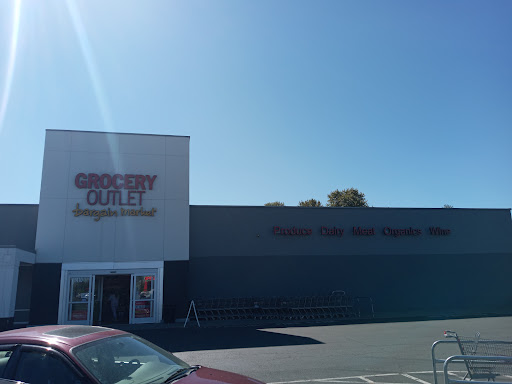 GROCERY
OUTLET
bargain market
Produce Dairy Meat Organics Wine